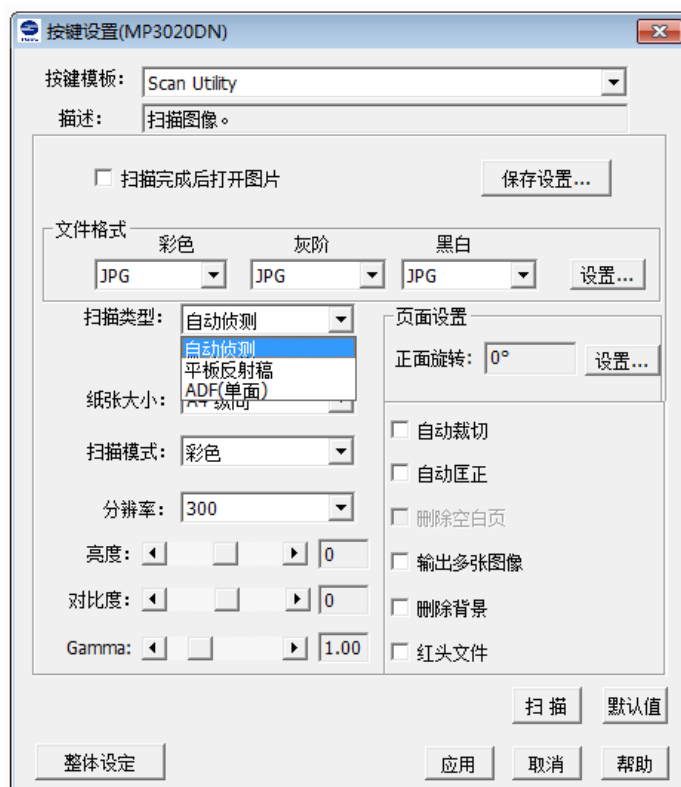 按键设置(MP3020DN)
按键模板: Scan Utility
描述: 扫描图像。
扫描完成后打开图片 保存设置...
文件格式
彩色 灰阶 黑白
JPG JPG JPG 设置...
扫描类型: 自动侦测 页面设置
自动侦测
正面旋转: 0° 设置...
平板反射稿
ADF(单面)
纸张大小: A4 纵向
自动裁切
扫描模式: 彩色
自动匡正
分辨率: 300
删除空白页
亮度: 0 输出多张图像
对比度: 0 删除背景
Gamma: 1.00 红头文件
扫 描 默认值
整体设定 应用 取消 帮助